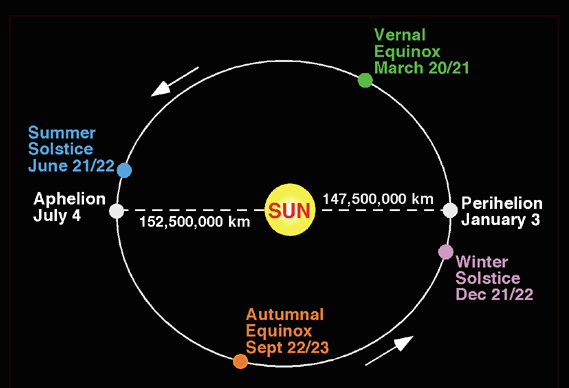 Vernal
Equinox
March 20/21
Summer
Solstice
June 21/22
Aphelion
July 4
152,500,000 km
SUN
147,500,000 km
Perihelion
January 3
Winter
Solstice
Dec 21/22
Autumnal
Equinox
Sept 22/23